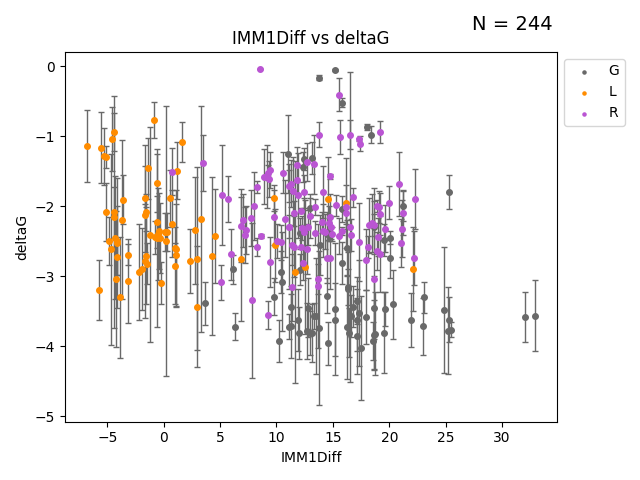 N = 244
IMM1Diff vs deltaG
G
L
R
deltaG
0
−1
−2
−3
−4
−5
−5 0 5 10 15 20 25 30
IMM1Diff